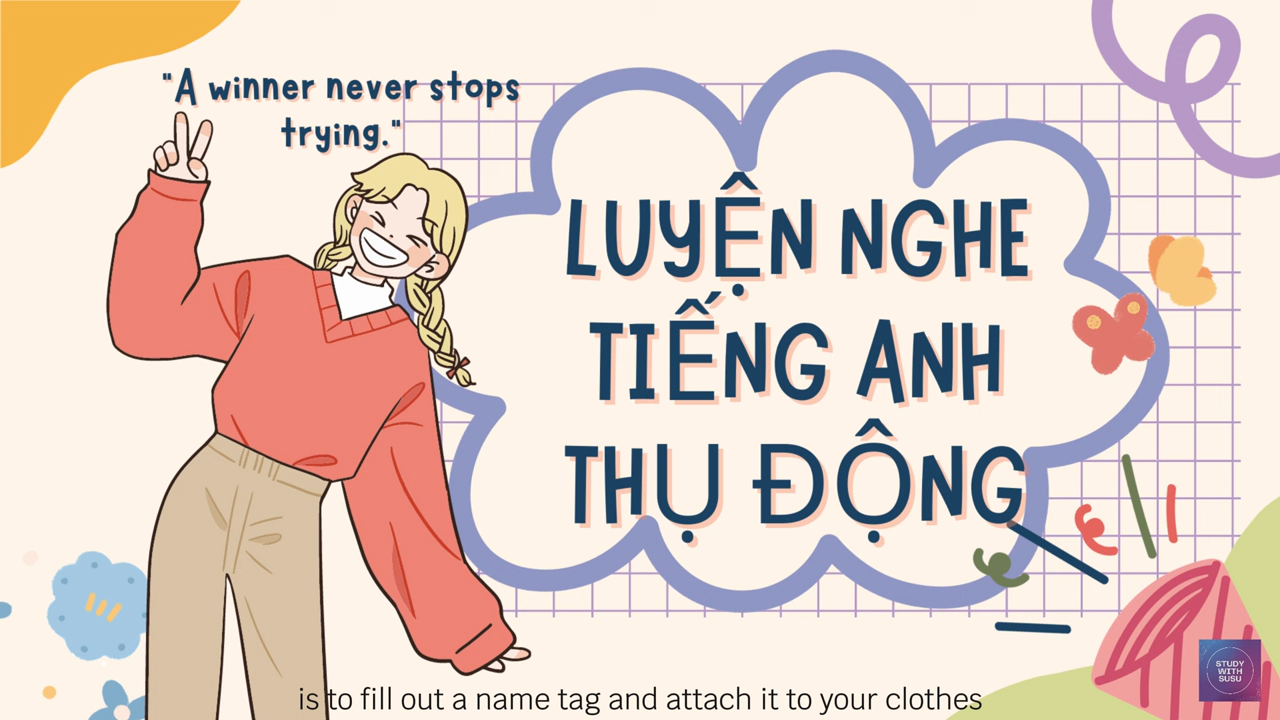 "A winner never stops
trying."
LUYỆN NGHE
TIẾNG ANH
THỤ ĐỘNG
STUDY
WITH
SUSU
is to fill out a name tag and attach it to your clothes